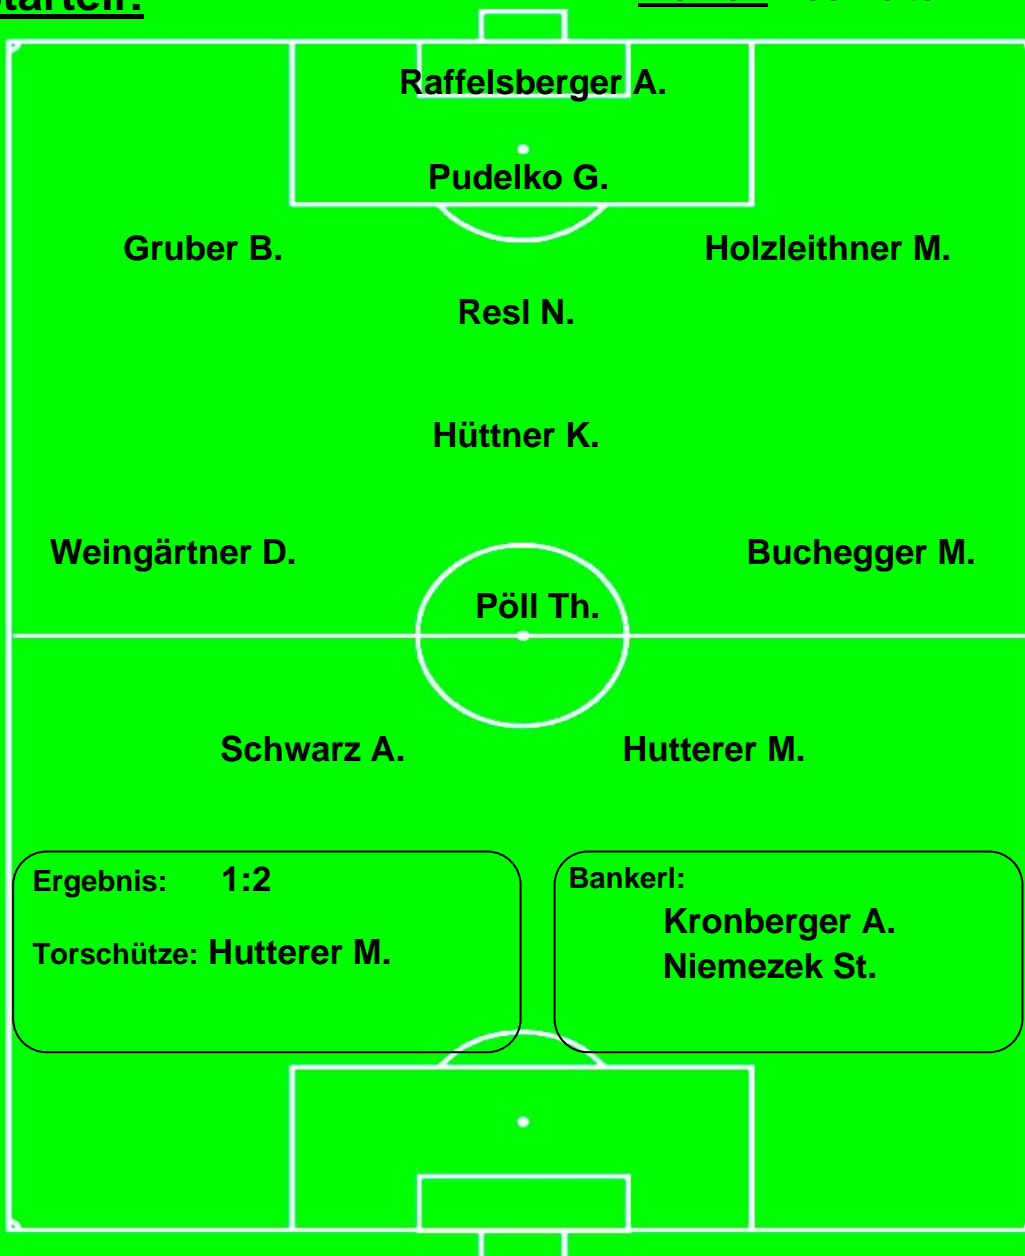 Startelf:
Raffelsberger A.
Pudelko G.
Gruber B. Holzleithner M.
Resl N.
Hüttner K.
Weingärtner D. Buchegger M.
Pöll Th.
Schwarz A. Hutterer M.
Ergebnis: 1:2
Torschütze: Hutterer M.
Bankerl:
Kronberger A.
Niemezek St.